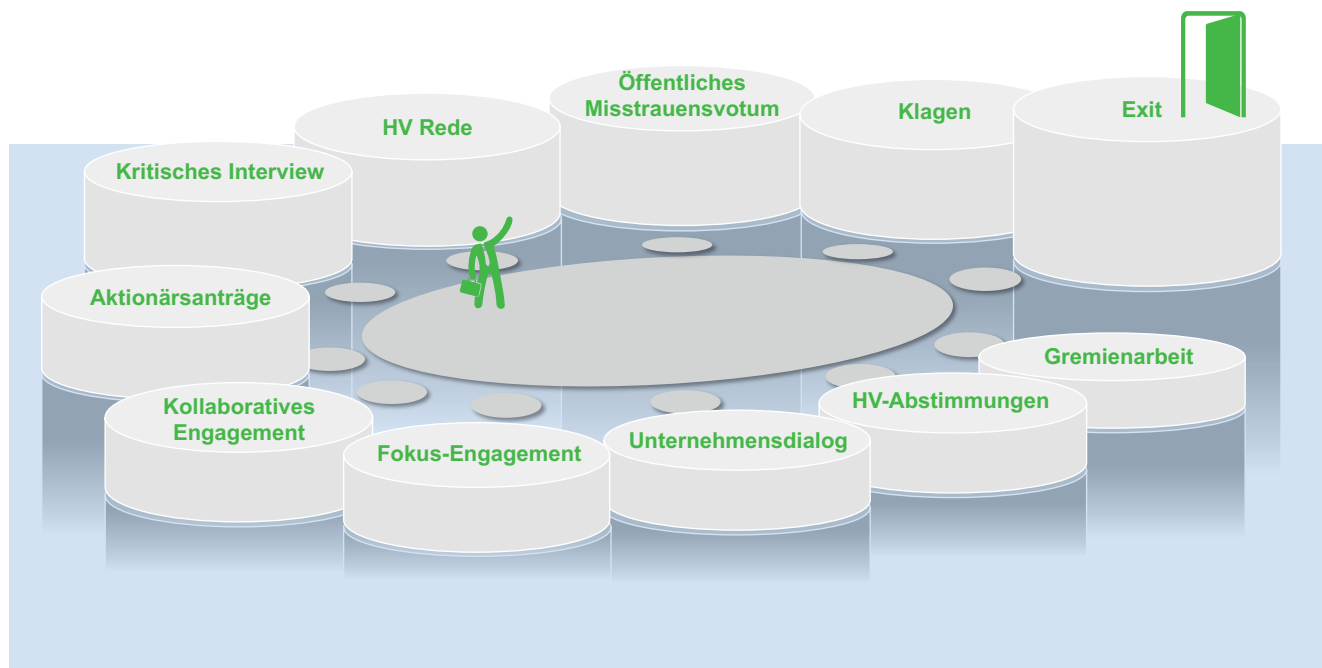 Öffentliches
Misstrauensvotum
Klagen
Exit
HV Rede
Kritisches Interview
Aktionärsanträge
Kollaboratives
Engagement
Fokus-Engagement
Unternehmensdialog
HV-Abstimmungen
Gremienarbeit